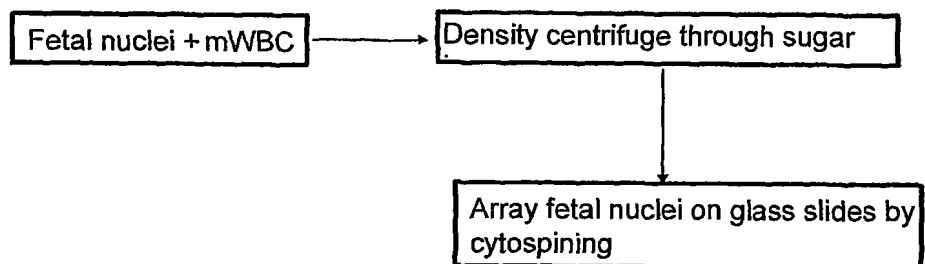 Fetal nuclei + mWBC
Density centrifuge through sugar
Array fetal nuclei on glass slides by
cytospining